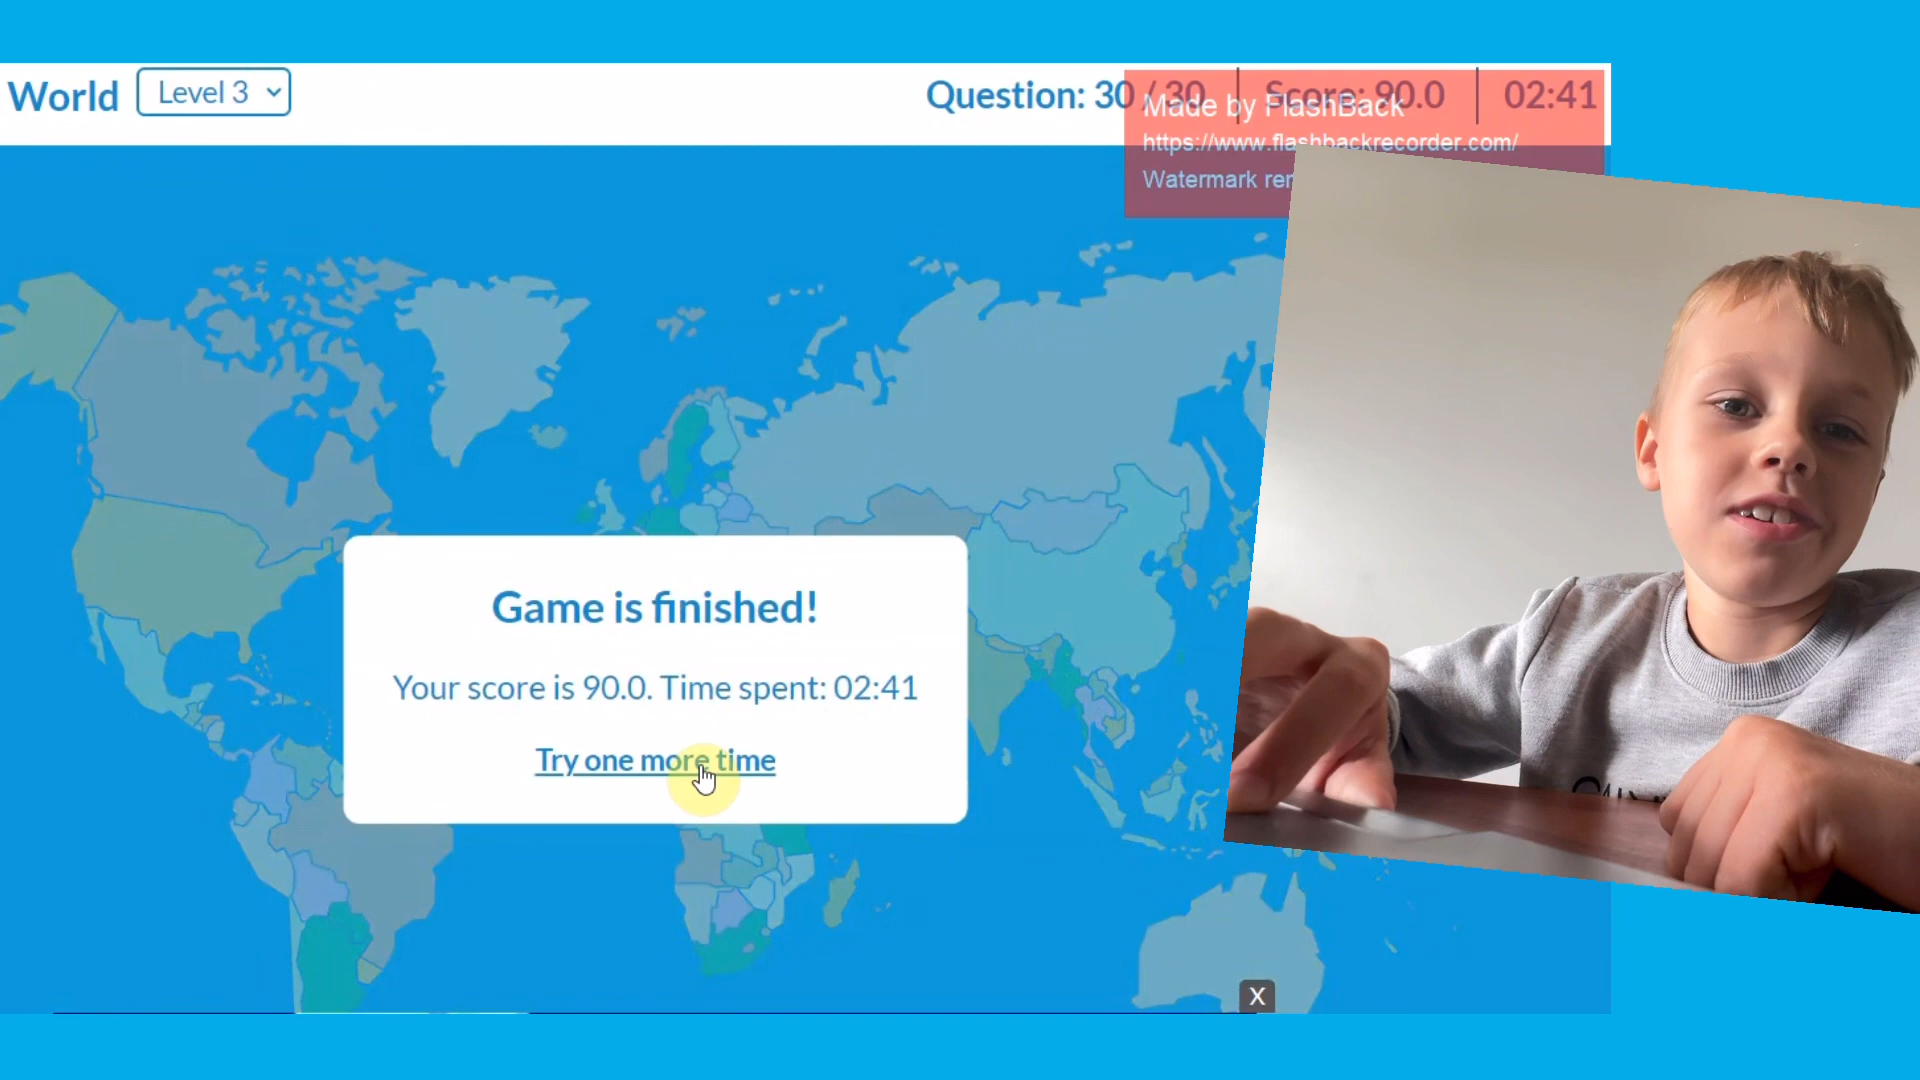 World
Level 3
Question: 30 / 30
Score: 90.0
02:41
Made by FlashBack
https://www.flashbackrecorder.com/
Watermark
Game is finished!
Your score is 90.0. Time spent: 02:41
Try one more time
X